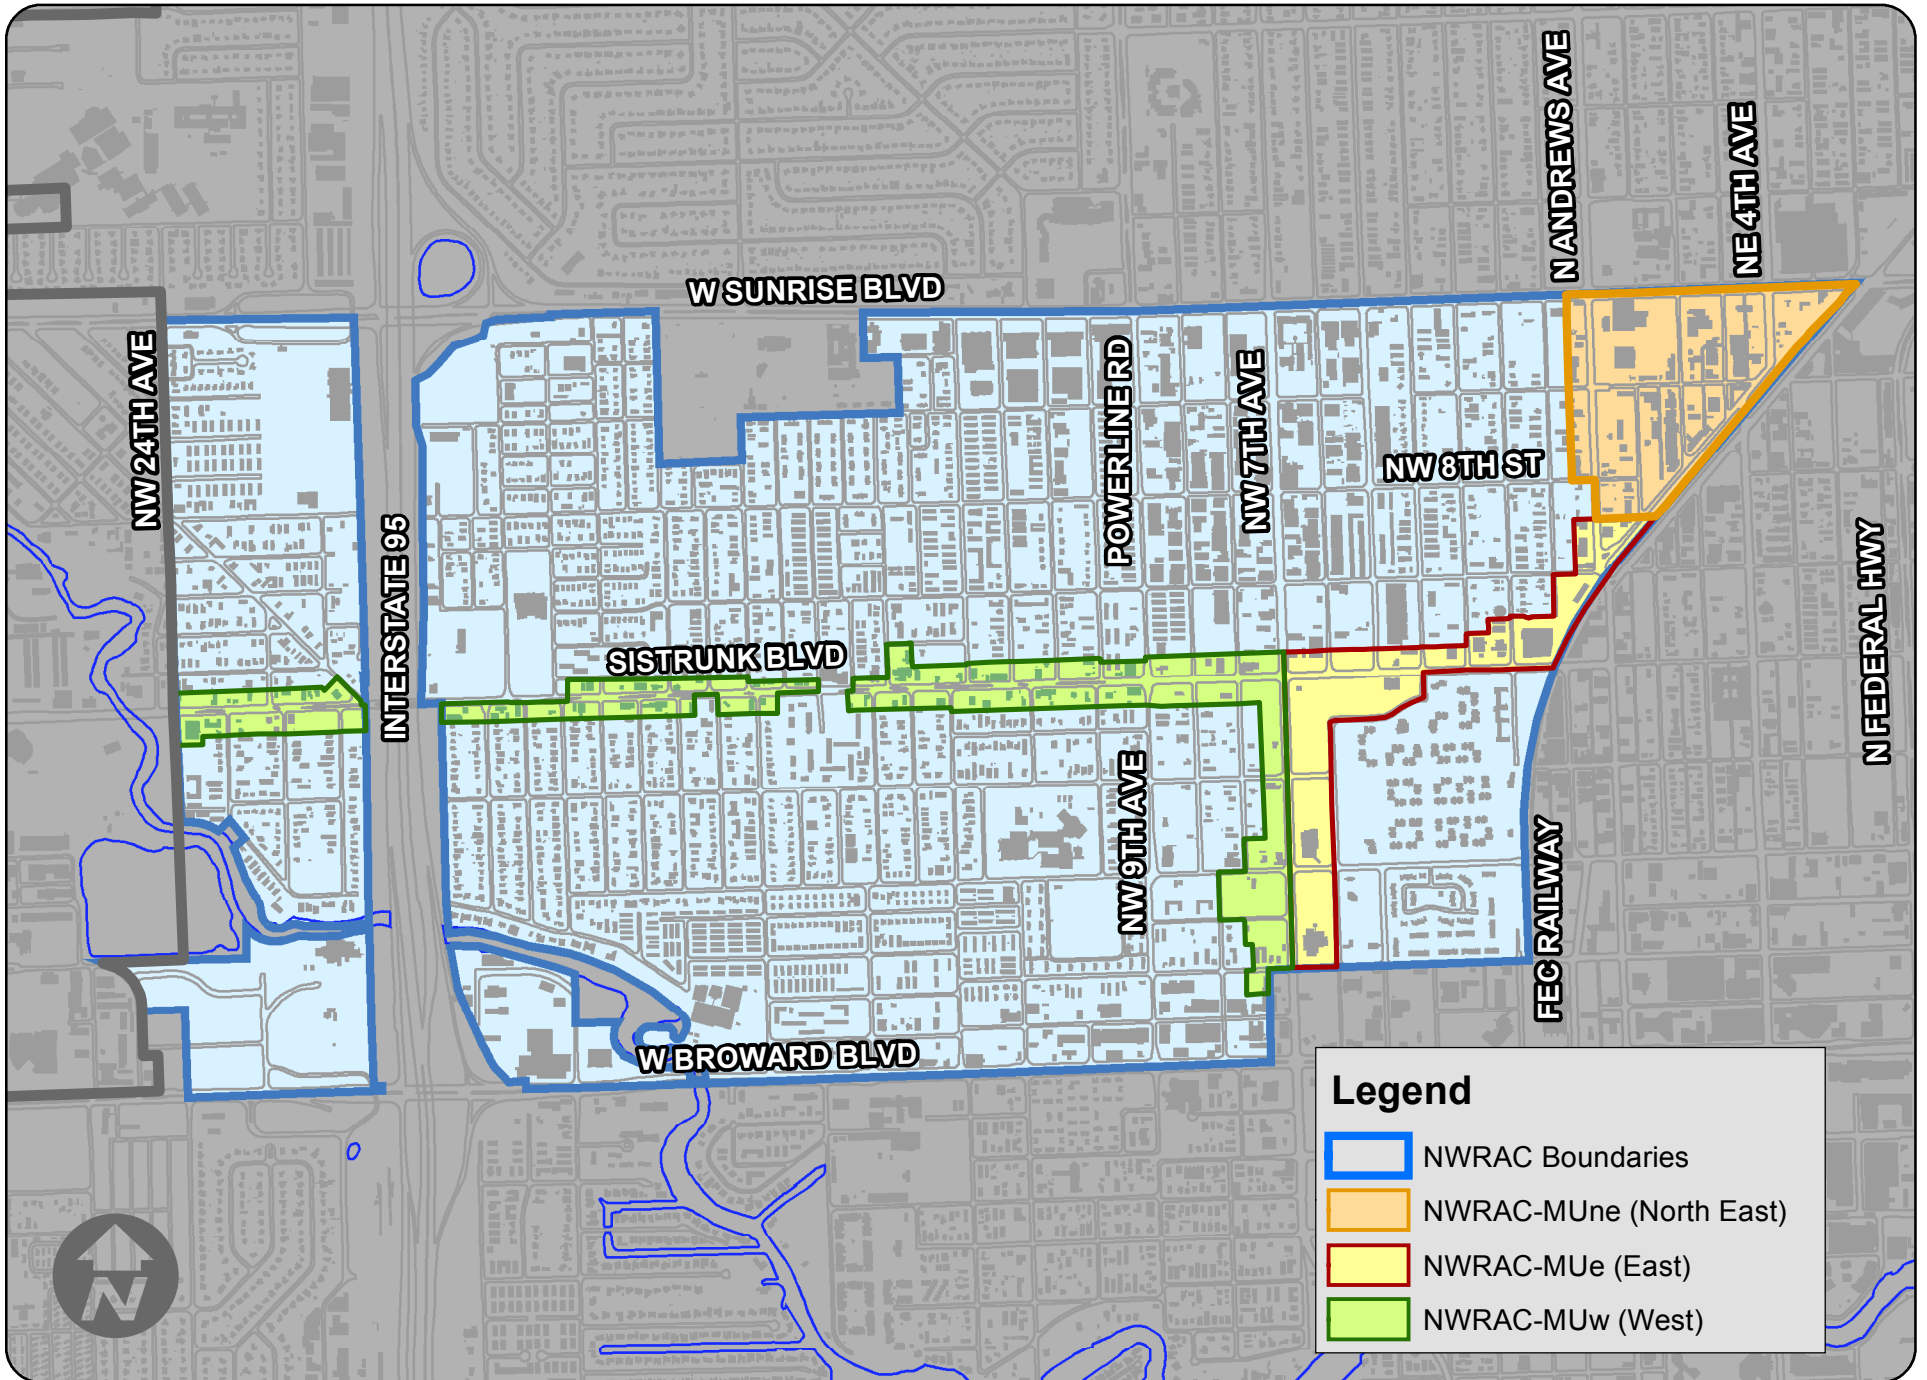 N ANDREWS AVE
NE 4TH AVE
W SUNRISE BLVD
NW 24TH AVE
POWERLINE RD
NW 7TH AVE
NW 8TH ST
INTERSTATE 95
N FEDERAL HWY
SISTRUNK BLVD
NW 9TH AVE
FEC RAILWAY
W BROWARD BLVD
Legend
NWRAC Boundaries
NWRAC-MUne (North East)
NWRAC-MUe (East)
NWRAC-MUw (West)
N